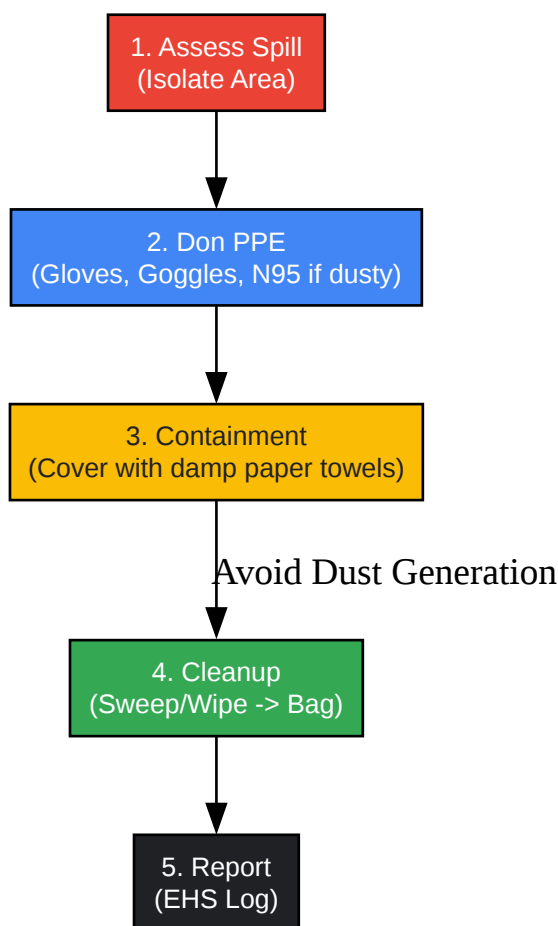 1. Assess Spill
(Isolate Area)
2. Don PPE
(Gloves, Goggles, N95 if dusty)
3. Containment
(Cover with damp paper towels)
Avoid Dust Generation
4. Cleanup
(Sweep/Wipe -> Bag)
5. Report
(EHS Log)